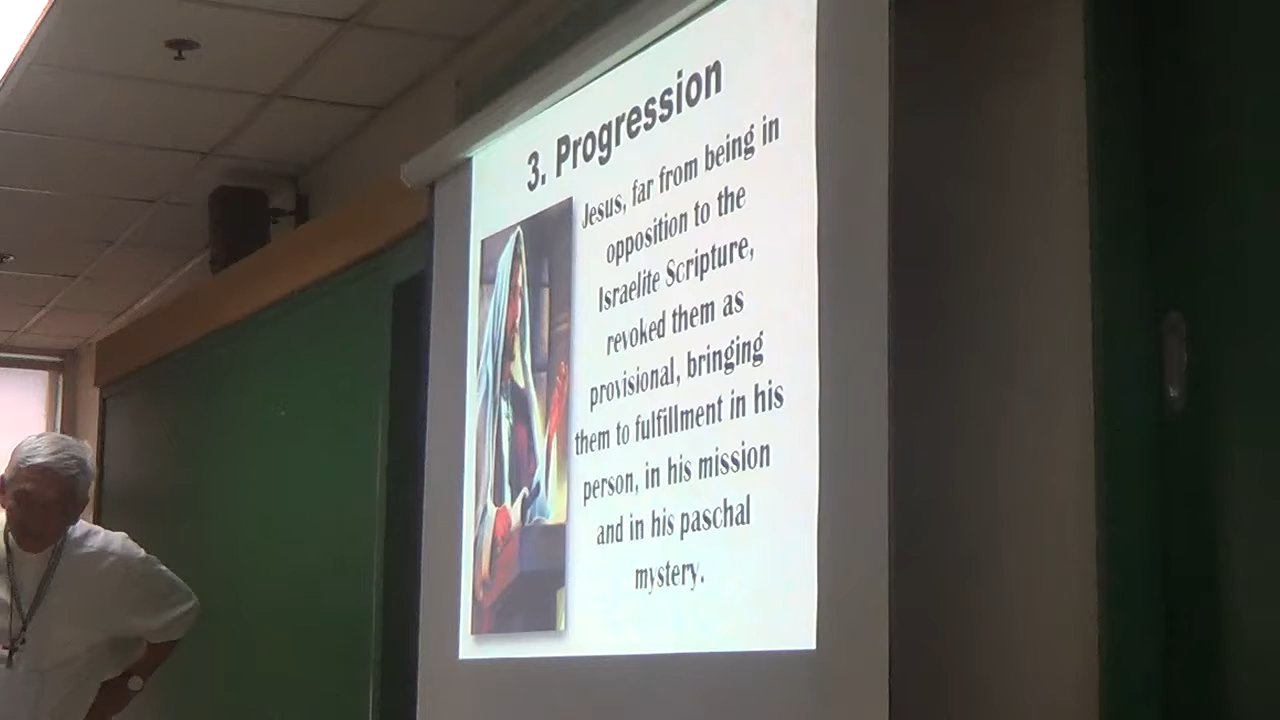 3. Progression
Jesus, far from being in
opposition to the
Israelite Scripture,
revoked them as
provisional, bringing
them to fulfillment in his
person, in his mission
and in his paschal
mystery.